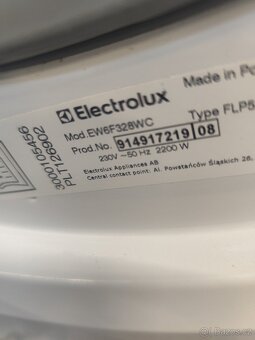 Electrolux
Made in
Mod. EW6F328WC
Type FLP5
Prod.No. 914917219 08
230V ~50 Hz 2200 W
Electrolux Appliances AB
Central contact point: Al. Powstańców Śląskich 26,
3000105456
PLT126902